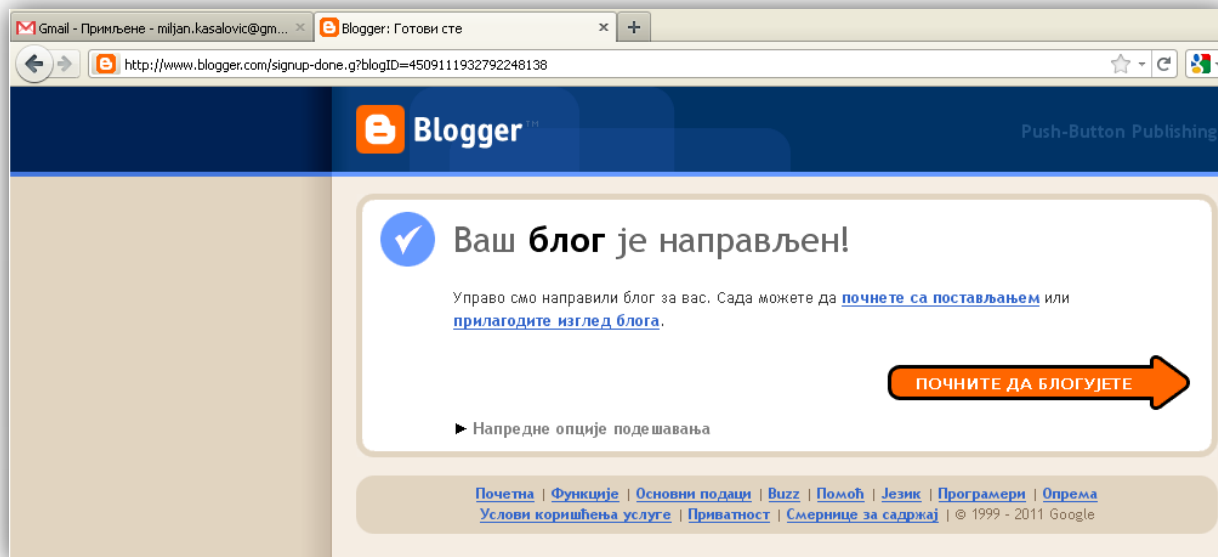 Gmail - Примљене - miljan.kasalovic@gm...
Blogger: Готови сте
http://www.blogger.com/signup-done.g?blogID=4509111932792248138
Blogger™
Push-Button Publishing
Ваш блог је направљен!
Управо смо направили блог за вас. Сада можете да почнете са постављањем или
прилагодите изглед блога.
ПОЧНИТЕ ДА БЛОГУЈЕТЕ
► Напредне опције подешавања
Почетна | Функције | Основни подаци | Buzz | Помоћ | Језик | Програмери | Опрема
Услови коришћења услуге | Приватност | Смернице за садржај | © 1999 - 2011 Google